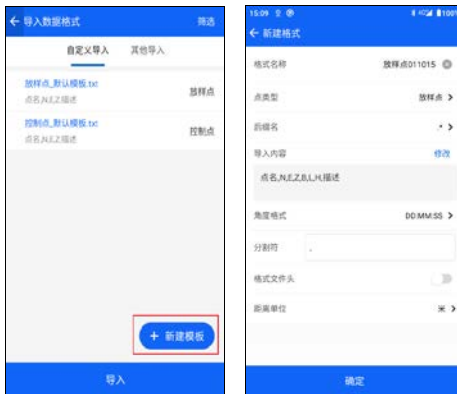 导入数据格式
筛选
自定义导入
其他导入
放样点_默认模板.txt
点名,N,E,Z,描述
放样点
控制点_默认模板.txt
点名,N,E,Z,描述
控制点
+ 新建模板
导入
15:09
100
新建格式
格式名称
放样点011015
点类型
放样点
后缀名
.*
导入内容
修改
点名,N,E,Z,B,L,H,描述
角度格式
DD:MM:SS
分割符
,
格式文件头
距离单位
米
确定